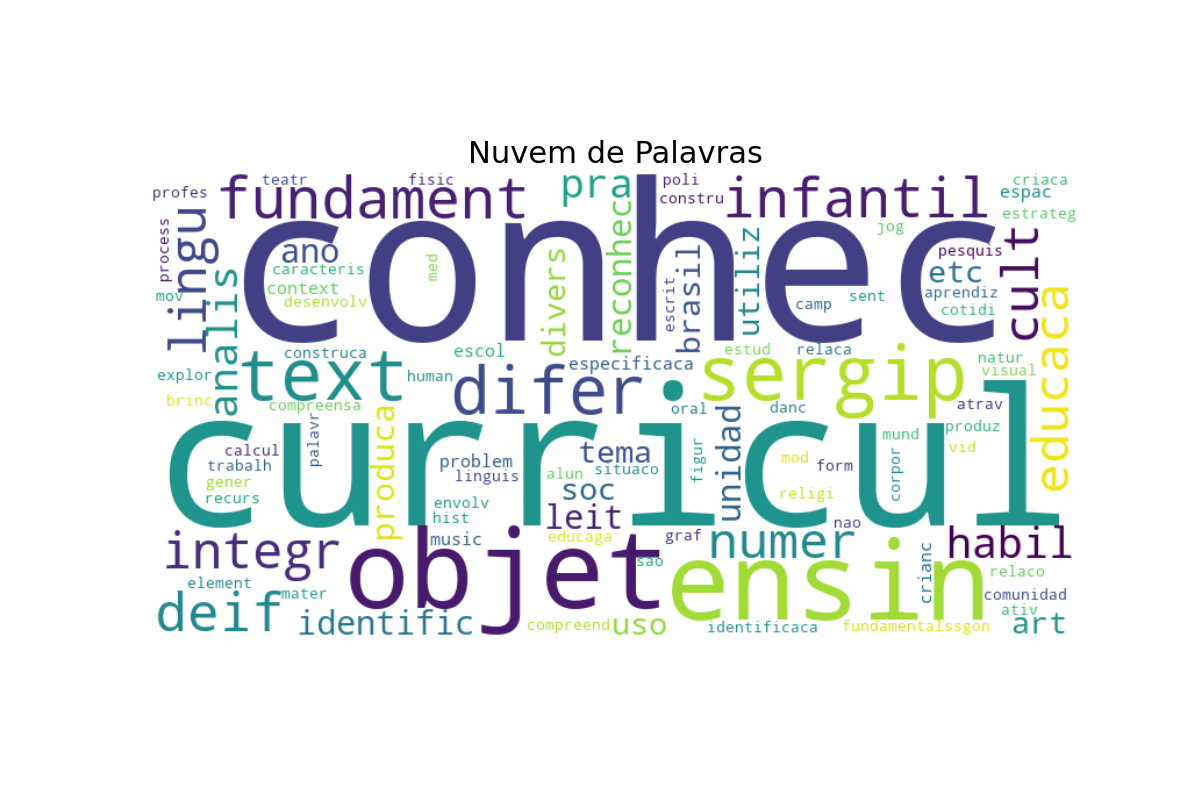 Nuvem de Palavras
profes
teatr
fundament
fisic
pra
poli
constru
infantil
criaca
espac
estrateg
process
lingu
ano
caracteris
context
desenvolv
med
conhec
divers
reconhec
escrit
brasil
utiliz
jog
camp
sent
pesquis
etc
aprendiz
cotidi
cult
mov
analis
educaca
construca
escol
especificaca
estud
relaca
natur
visual
explor
text
human
difer
sergip
brinc
compreensa
oral
danc
atrav
palavr
produca
curricul
calcul
trabalh
gener
recurs
problem
linguis
tema
situaco
alun
soc
figur
unidad
mod
form
religi
mund
corpor
produz
vid
envolv
hist
music
leit
educaga
graf
nao
numer
habil
integr
objet
sao
ensin
crianc
relaco
element
mater
comunidad
ativ
deif
identific
compreend
uso
identificaca
fundamentalssgon
art